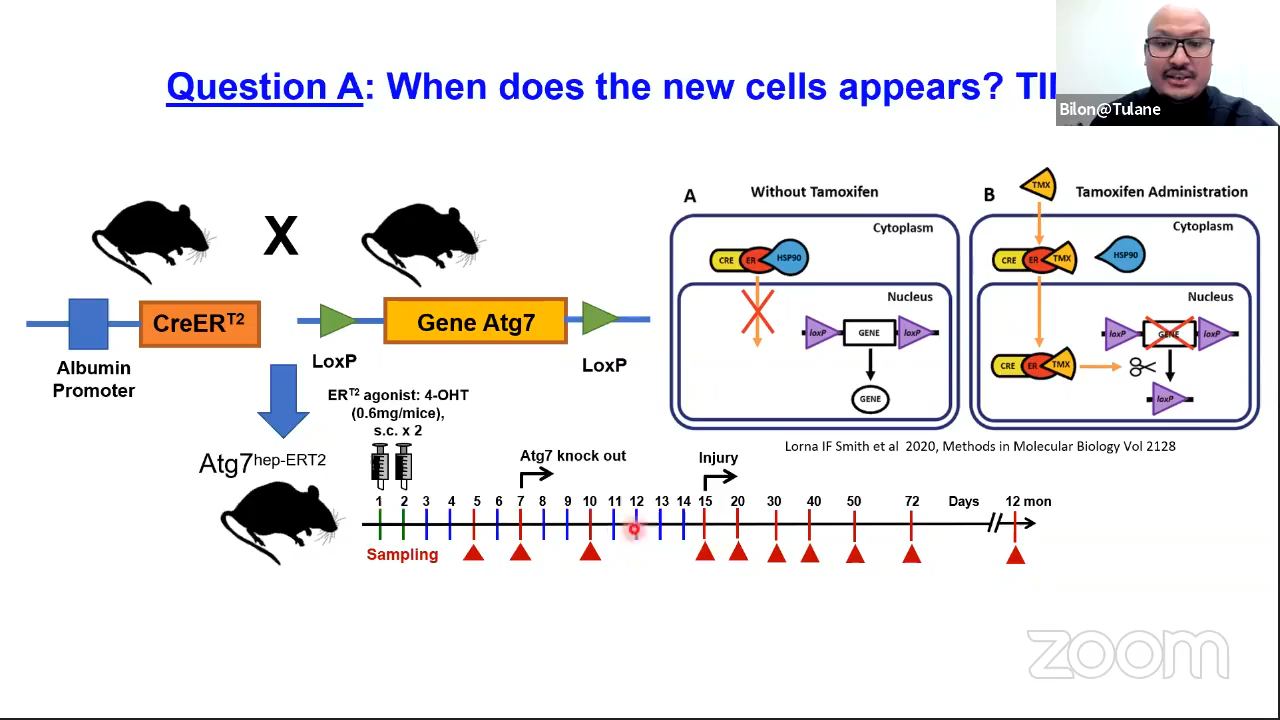 Question A: When does the new cells appears?
Bilon@Tulane
X
CreERT2
Albumin
Promoter
Gene Atg7
LoxP
LoxP
ERT2 agonist: 4-OHT
(0.6mg/mice),
s.c. x 2
Atg7hep-ERT2
A
Without Tamoxifen
Cytoplasm
CRE
ER
HSP90
Nucleus
loxP
GENE
loxP
GENE
B
TMX
Tamoxifen Administration
Cytoplasm
CRE
ER
TMX
HSP90
Nucleus
loxP
GENE
loxP
CRE
ER
TMX
loxP
Lorna IF Smith et al 2020, Methods in Molecular Biology Vol 2128
Atg7 knock out
Injury
1 2 3 4 5 6 7 8 9 10 11 12 13 14 15 20 30 40 50 72 Days 12 mon
Sampling
zoom